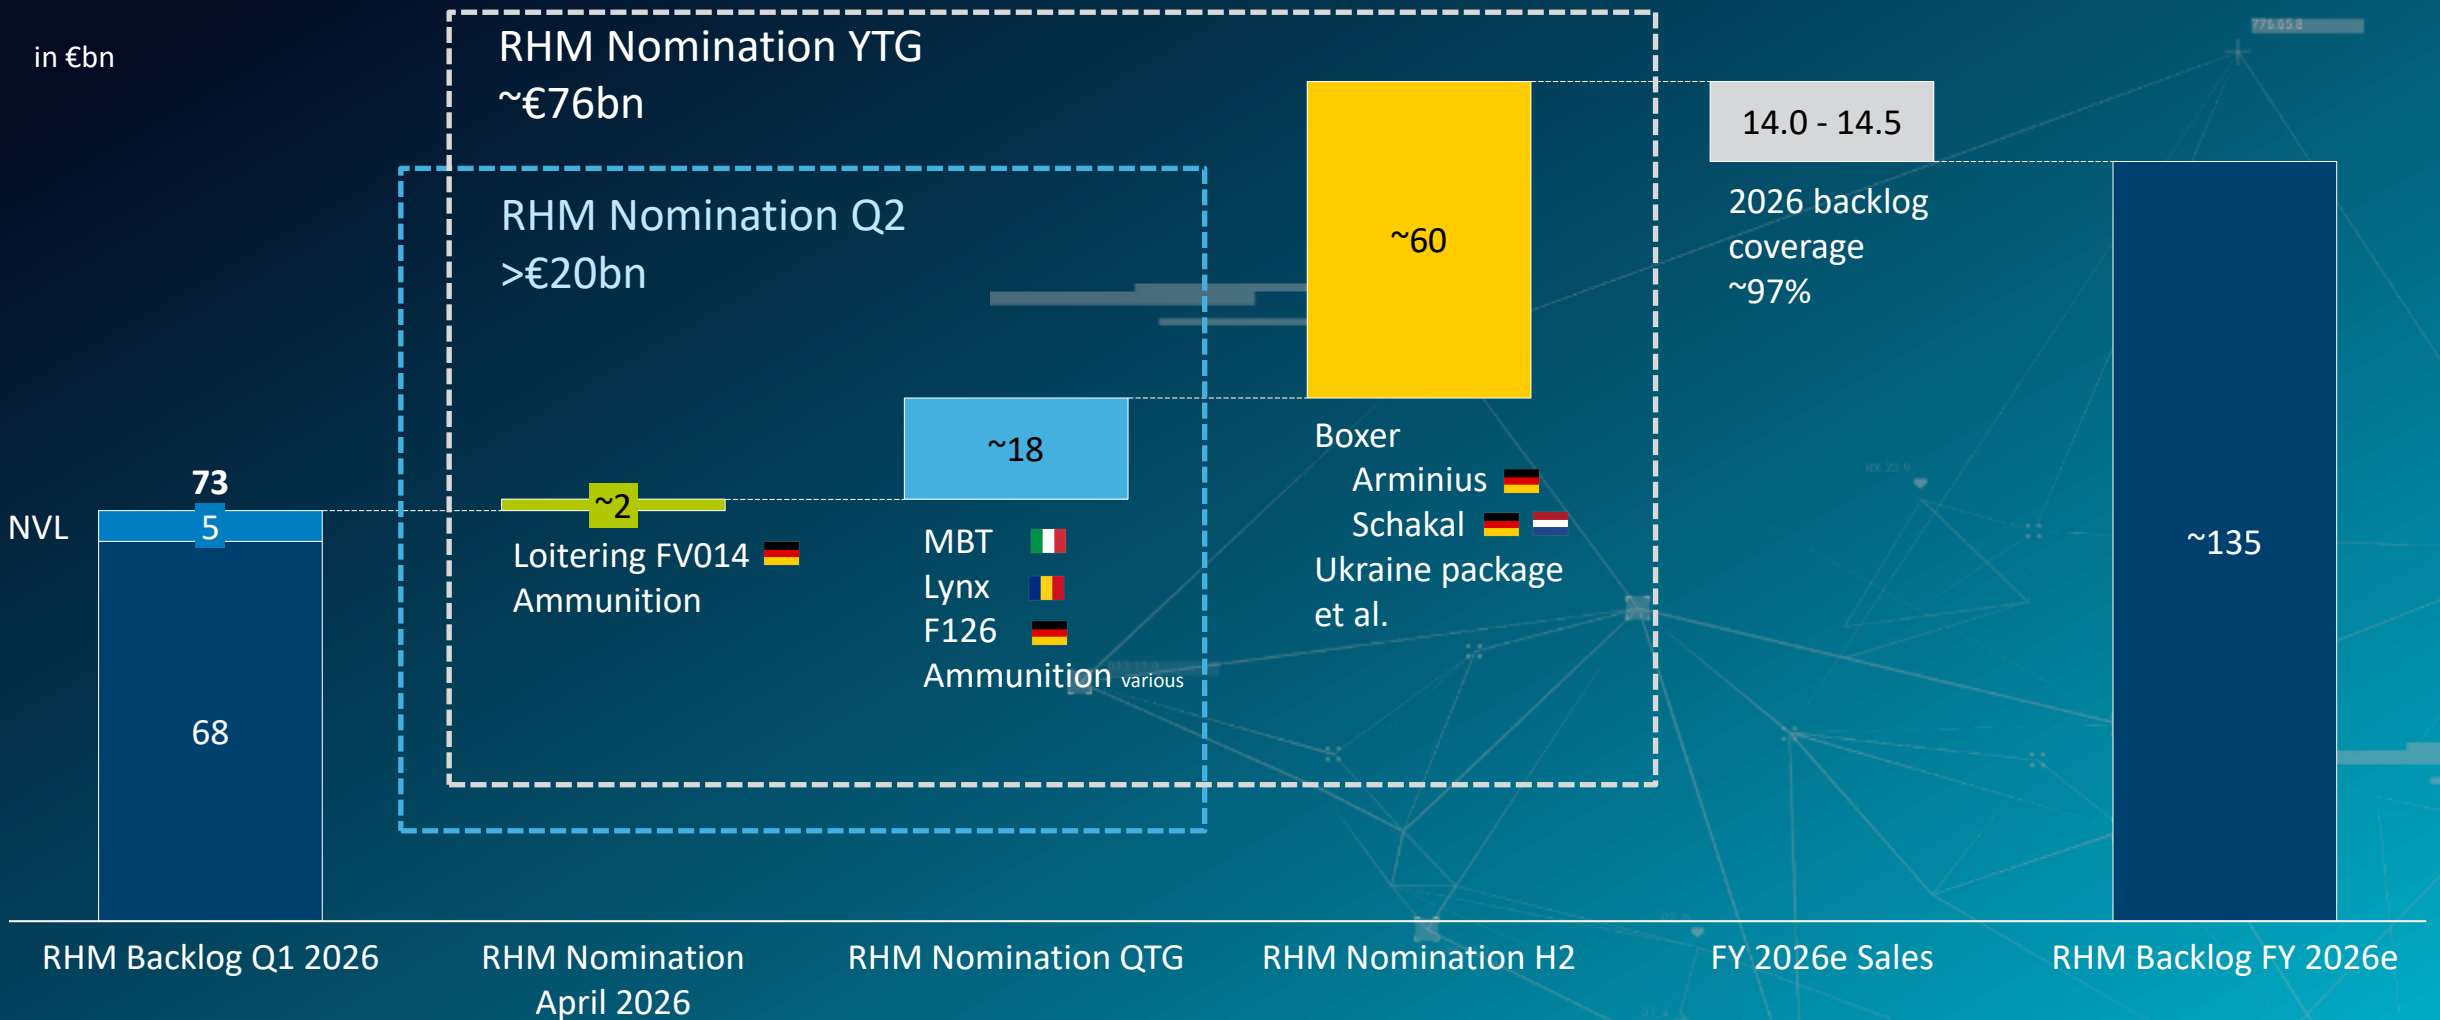 in €bn
RHM Nomination YTG
~€76bn
RHM Nomination Q2
>€20bn
73
NVL
5
68
~2
Loitering FV014
Ammunition
~18
MBT
Lynx
F126
Ammunition various
~60
Boxer
Arminius
Schakal
Ukraine package
et al.
14.0 - 14.5
2026 backlog
coverage
~97%
~135
RHM Backlog Q1 2026
RHM Nomination
April 2026
RHM Nomination QTG
RHM Nomination H2
FY 2026e Sales
RHM Backlog FY 2026e